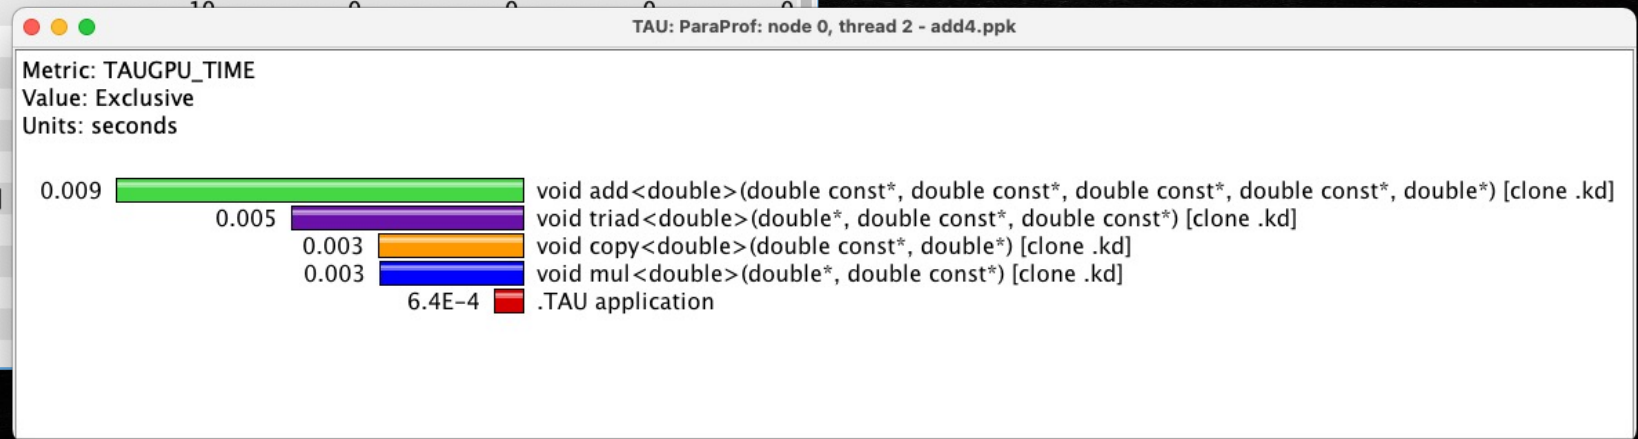 TAU: ParaProf: node 0, thread 2 - add4.ppk
Metric: TAUGPU_TIME
Value: Exclusive
Units: seconds
0.009 void add<double>(double const*, double const*, double const*, double const*, double*) [clone .kd]
0.005 void triad<double>(double*, double const*, double const*) [clone .kd]
0.003 void copy<double>(double const*, double*) [clone .kd]
0.003 void mul<double>(double*, double const*) [clone .kd]
6.4E-4 .TAU application